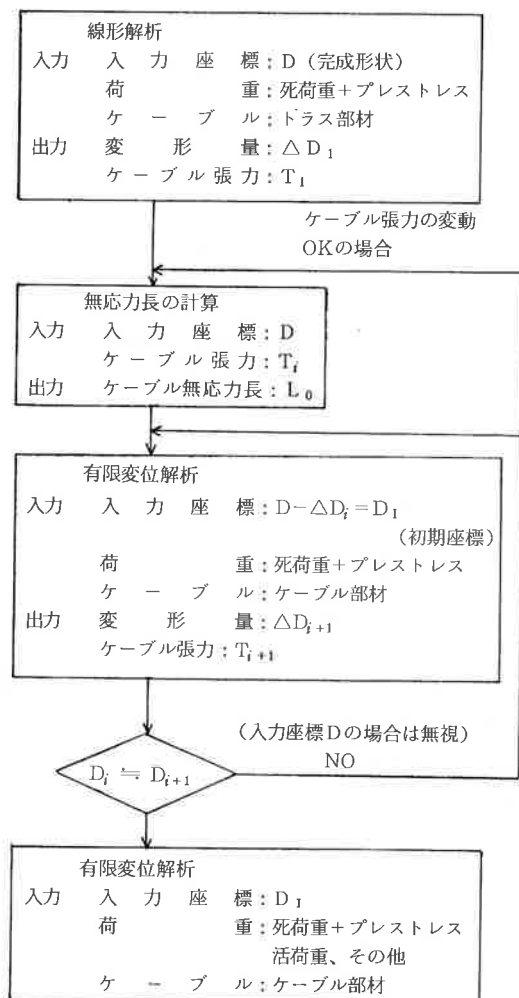 線形解析
入力 入力座標：D（完成形状）
荷重：死荷重＋プレストレス
ケーブル：トラス部材
出力 変形量：△D₁
ケーブル張力：T₁
ケーブル張力の変動
OKの場合
無応力長の計算
入力 入力座標：D
ケーブル張力：Tᵢ
出力 ケーブル無応力長：L₀
有限変位解析
入力 入力座標：D－△Dᵢ＝D_I
（初期座標）
荷重：死荷重＋プレストレス
ケーブル：ケーブル部材
出力 変形量：△Dᵢ₊₁
ケーブル張力：Tᵢ₊₁
（入力座標Dの場合は無視）
NO
Dᵢ ≒ Dᵢ₊₁
有限変位解析
入力 入力座標：D_I
荷重：死荷重＋プレストレス
活荷重、その他
ケーブル：ケーブル部材